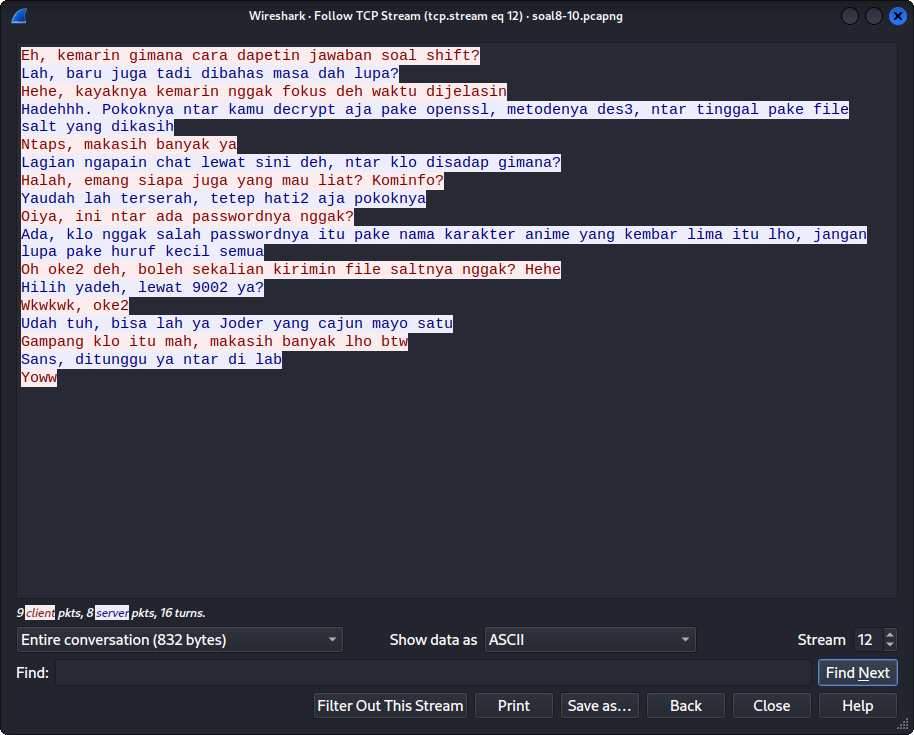 Wireshark · Follow TCP Stream (tcp.stream eq 12) · soal8-10.pcapng
Eh, kemarin gimana cara dapetin jawaban soal shift?
Lah, baru juga tadi dibahas masa dah lupa?
Hehe, kayaknya kemarin nggak fokus deh waktu dijelasin
Hadehhh. Pokoknya ntar kamu decrypt aja pake openssl, metodenya des3, ntar tinggal pake file
salt yang dikasih
Ntaps, makasih banyak ya
Lagian ngapain chat lewat sini deh, ntar klo disadap gimana?
Halah, emang siapa juga yang mau liat? Kominfo?
Yaudah lah terserah, tetep hati2 aja pokoknya
Oiya, ini ntar ada passwordnya nggak?
Ada, klo nggak salah passwordnya itu pake nama karakter anime yang kembar lima itu lho, jangan
lupa pake huruf kecil semua
Oh oke2 deh, boleh sekalian kirimin file saltnya nggak? Hehe
Hilih yadeh, lewat 9002 ya?
Wkwkwk, oke2
Udah tuh, bisa lah ya Joder yang cajun mayo satu
Gampang klo itu mah, makasih banyak lho btw
Sans, ditunggu ya ntar di lab
Yoww
9 client pkts, 8 server pkts, 16 turns.
Entire conversation (832 bytes) Show data as ASCII Stream 12
Find: Find Next
Filter Out This Stream Print Save as… Back Close Help